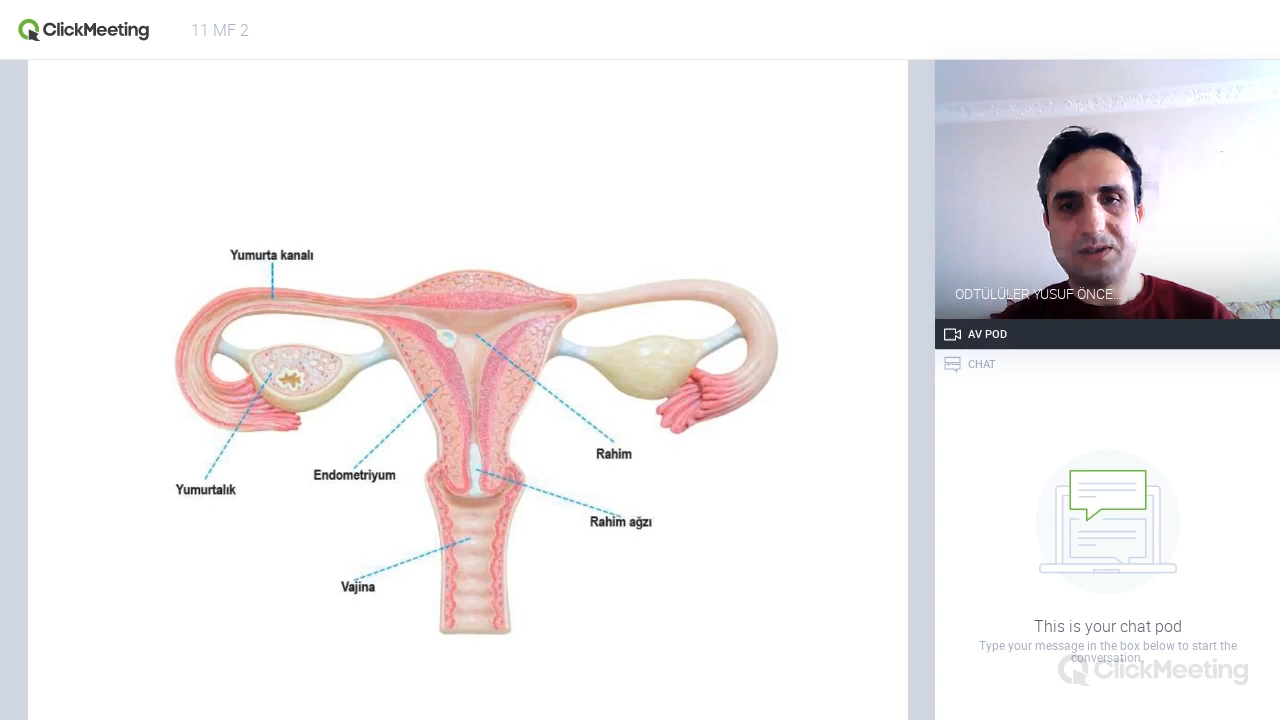 ClickMeeting
11 MF 2
Yumurta kanalı
Yumurtalık
Endometriyum
Rahim
Rahim ağzı
Vajina
ODTÜLÜLER YUSUF ÖNCE...
AV POD
CHAT
This is your chat pod
Type your message in the box below to start the
conversation.
ClickMeeting